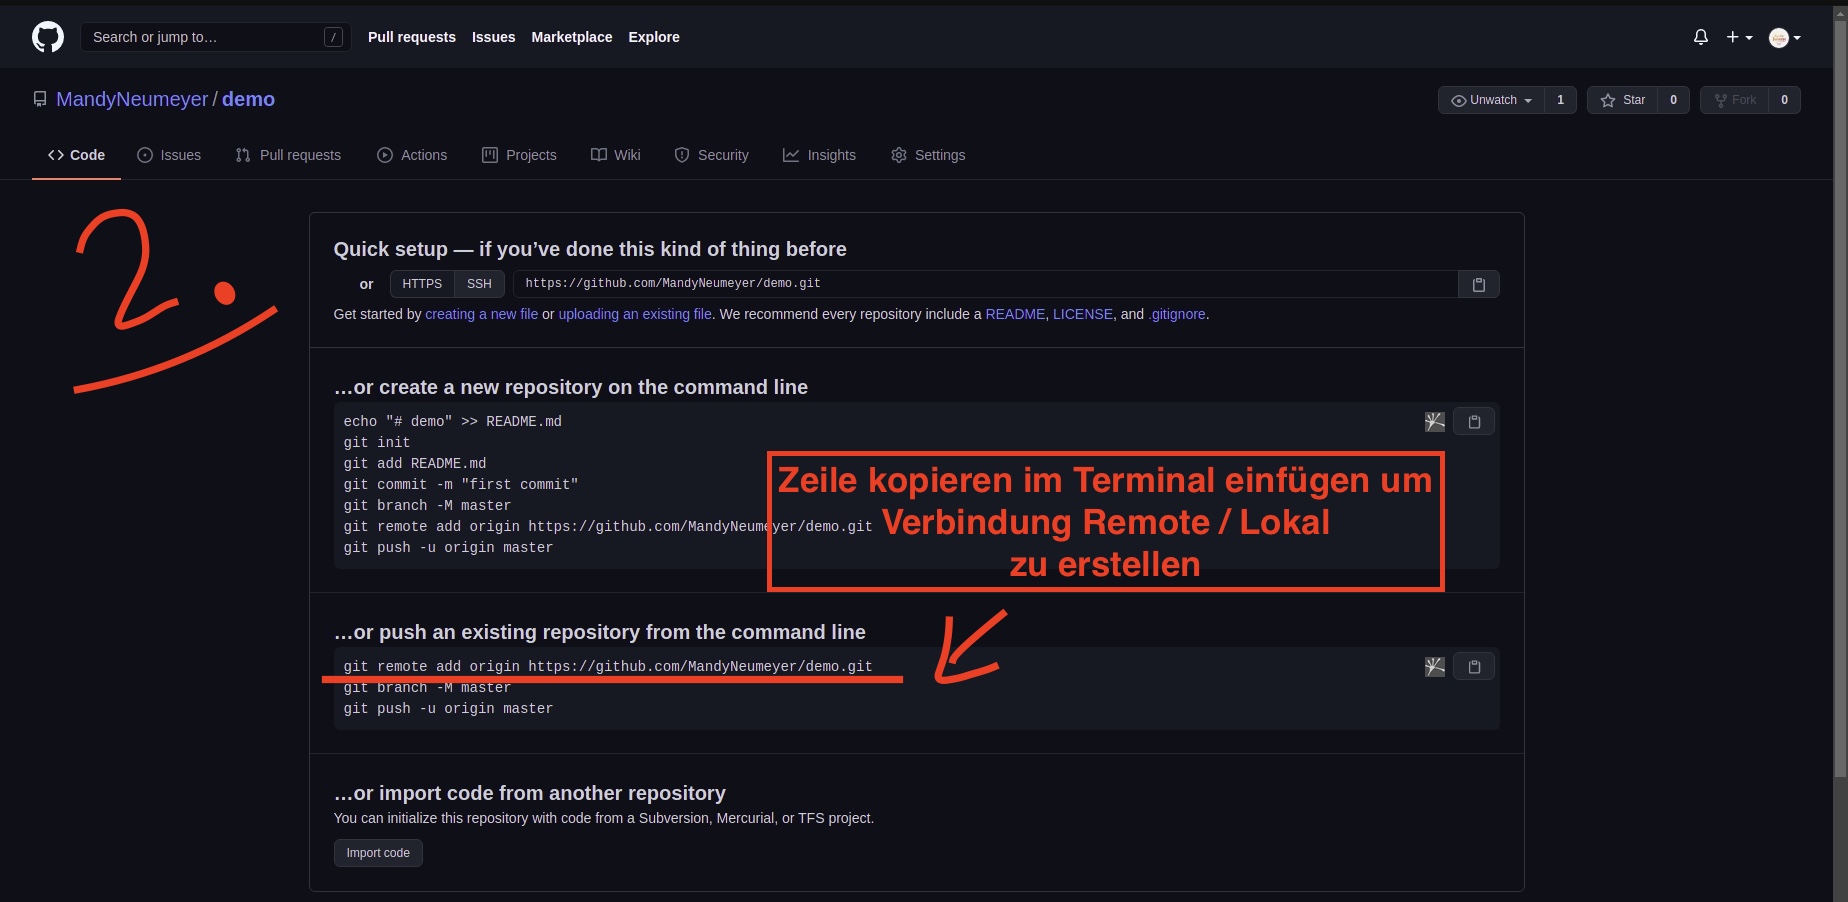 Search or jump to… /
Pull requests Issues Marketplace Explore
MandyNeumeyer / demo
Unwatch 1 Star 0 Fork 0
Code Issues Pull requests Actions Projects Wiki Security Insights Settings
2.
Quick setup — if you’ve done this kind of thing before
or HTTPS SSH https://github.com/MandyNeumeyer/demo.git
Get started by creating a new file or uploading an existing file. We recommend every repository include a README, LICENSE, and .gitignore.
…or create a new repository on the command line
echo "# demo" >> README.md
git init
git add README.md
git commit -m "first commit"
git branch -M master
git remote add origin https://github.com/MandyNeumeyer/demo.git
git push -u origin master
Zeile kopieren im Terminal einfügen um
Verbindung Remote / Lokal
zu erstellen
…or push an existing repository from the command line
git remote add origin https://github.com/MandyNeumeyer/demo.git
git branch -M master
git push -u origin master
…or import code from another repository
You can initialize this repository with code from a Subversion, Mercurial, or TFS project.
Import code